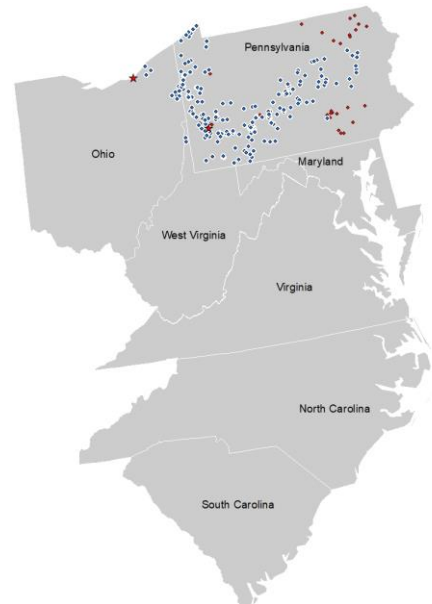 Pennsylvania
Ohio
Maryland
West Virginia
Virginia
North Carolina
South Carolina